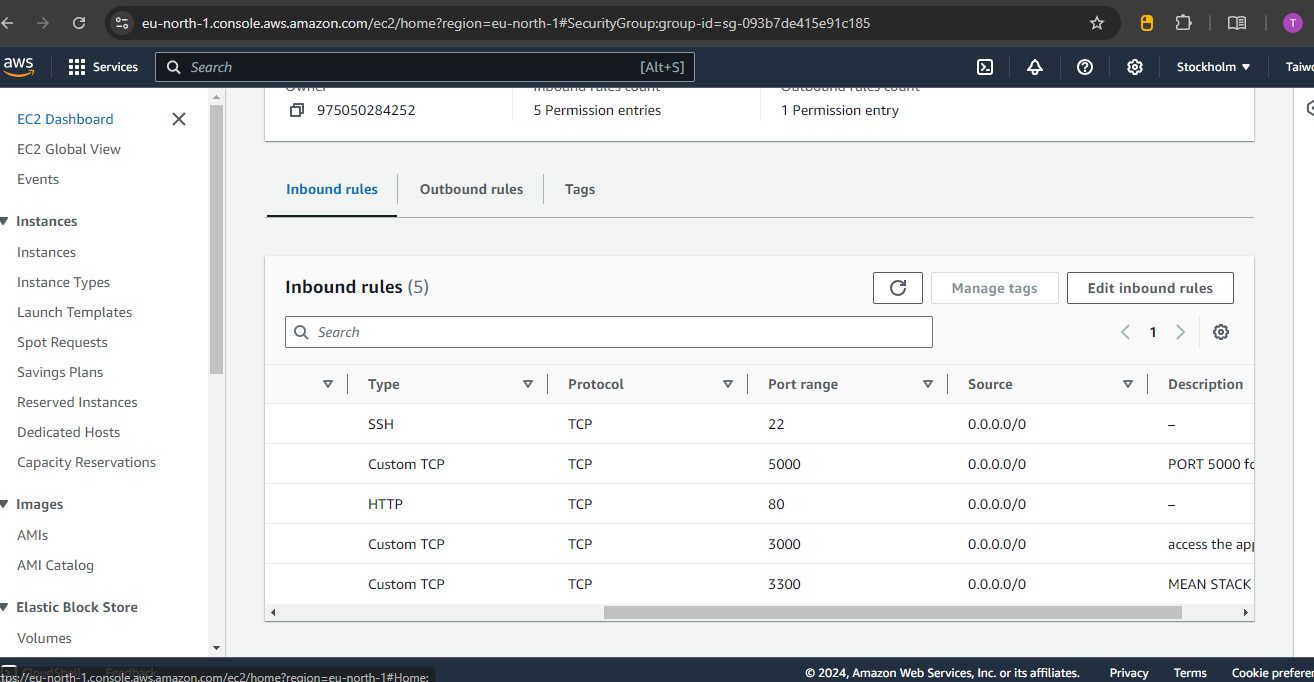 eu-north-1.console.aws.amazon.com/ec2/home?region=eu-north-1#SecurityGroup:group-id=sg-093b7de415e91c185
T
aws Services Search [Alt+S] Stockholm
EC2 Dashboard
EC2 Global View
Events
Instances
Instances
Instance Types
Launch Templates
Spot Requests
Savings Plans
Reserved Instances
Dedicated Hosts
Capacity Reservations
Images
AMIs
AMI Catalog
Elastic Block Store
Volumes
Owner Inbound rules count Outbound rules count
975050284252 5 Permission entries 1 Permission entry
Inbound rules Outbound rules Tags
Inbound rules (5) Manage tags Edit inbound rules
Search 1
Type Protocol Port range Source Description
SSH TCP 22 0.0.0.0/0 –
Custom TCP TCP 5000 0.0.0.0/0 PORT 5000
HTTP TCP 80 0.0.0.0/0 –
Custom TCP TCP 3000 0.0.0.0/0 access the
Custom TCP TCP 3300 0.0.0.0/0 MEAN STACK
CloudShell Feedback
ttps://eu-north-1.console.aws.amazon.com/ec2/home?region=eu-north-1#Home:
© 2024, Amazon Web Services, Inc. or its affiliates. Privacy Terms Cookie